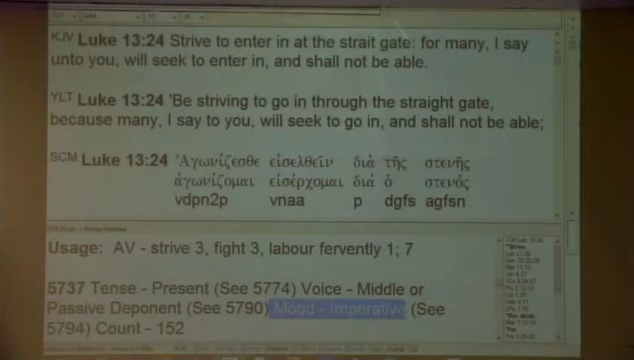 KJV Luke 13:24 Strive to enter in at the strait gate: for many, I say
unto you, will seek to enter in, and shall not be able.
YLT Luke 13:24 'Be striving to go in through the straight gate,
because many, I say to you, will seek to go in, and shall not be able;
SCM Luke 13:24 Ἀγωνίζεσθε εἰσελθεῖν διὰ τῆς στενῆς
ἀγωνίζομαι εἰσέρχομαι διά ὁ στενός
vdpn2p vnaa p dgfs agfsn
Usage: AV - strive 3, fight 3, labour fervently 1; 7
5737 Tense - Present (See 5774) Voice - Middle or
Passive Deponent (See 5790) Mood - Imperative (See
5794) Count - 152